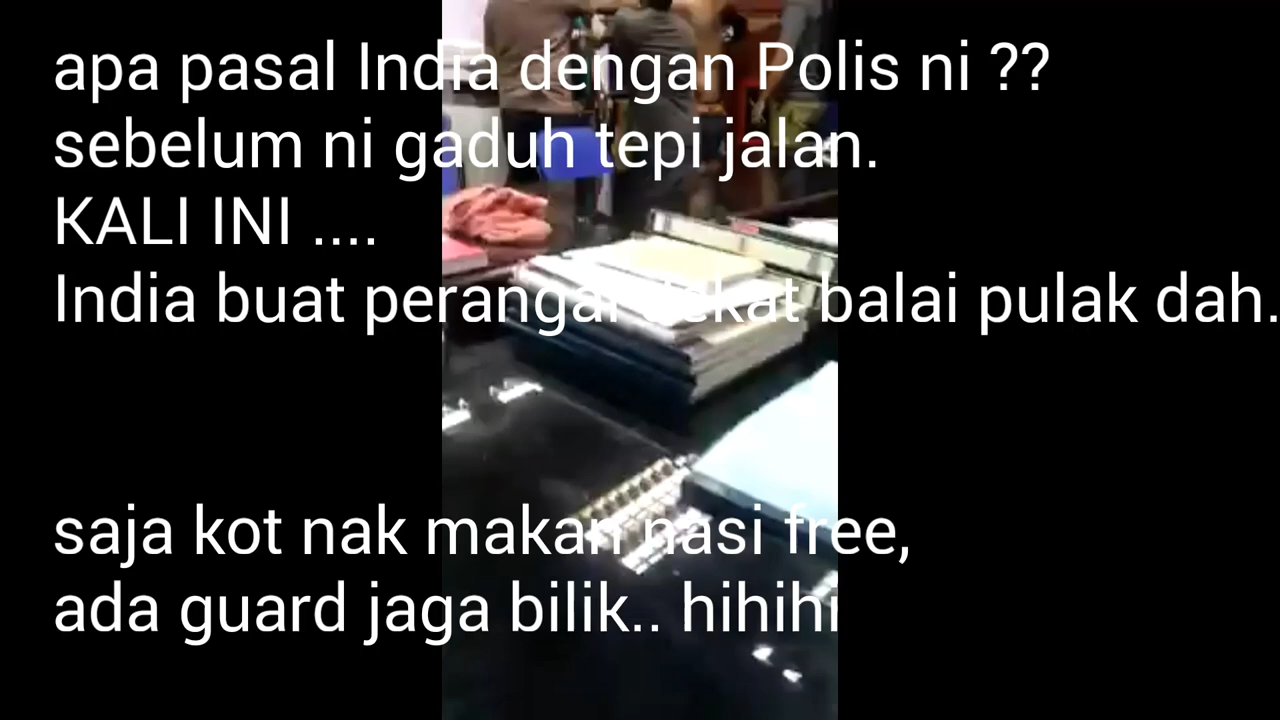 apa pasal India dengan Polis ni ??
sebelum ni gaduh tepi jalan.
KALI INI ....
India buat perangai dekat balai pulak dah.
saja kot nak makan nasi free,
ada guard jaga bilik.. hihihi